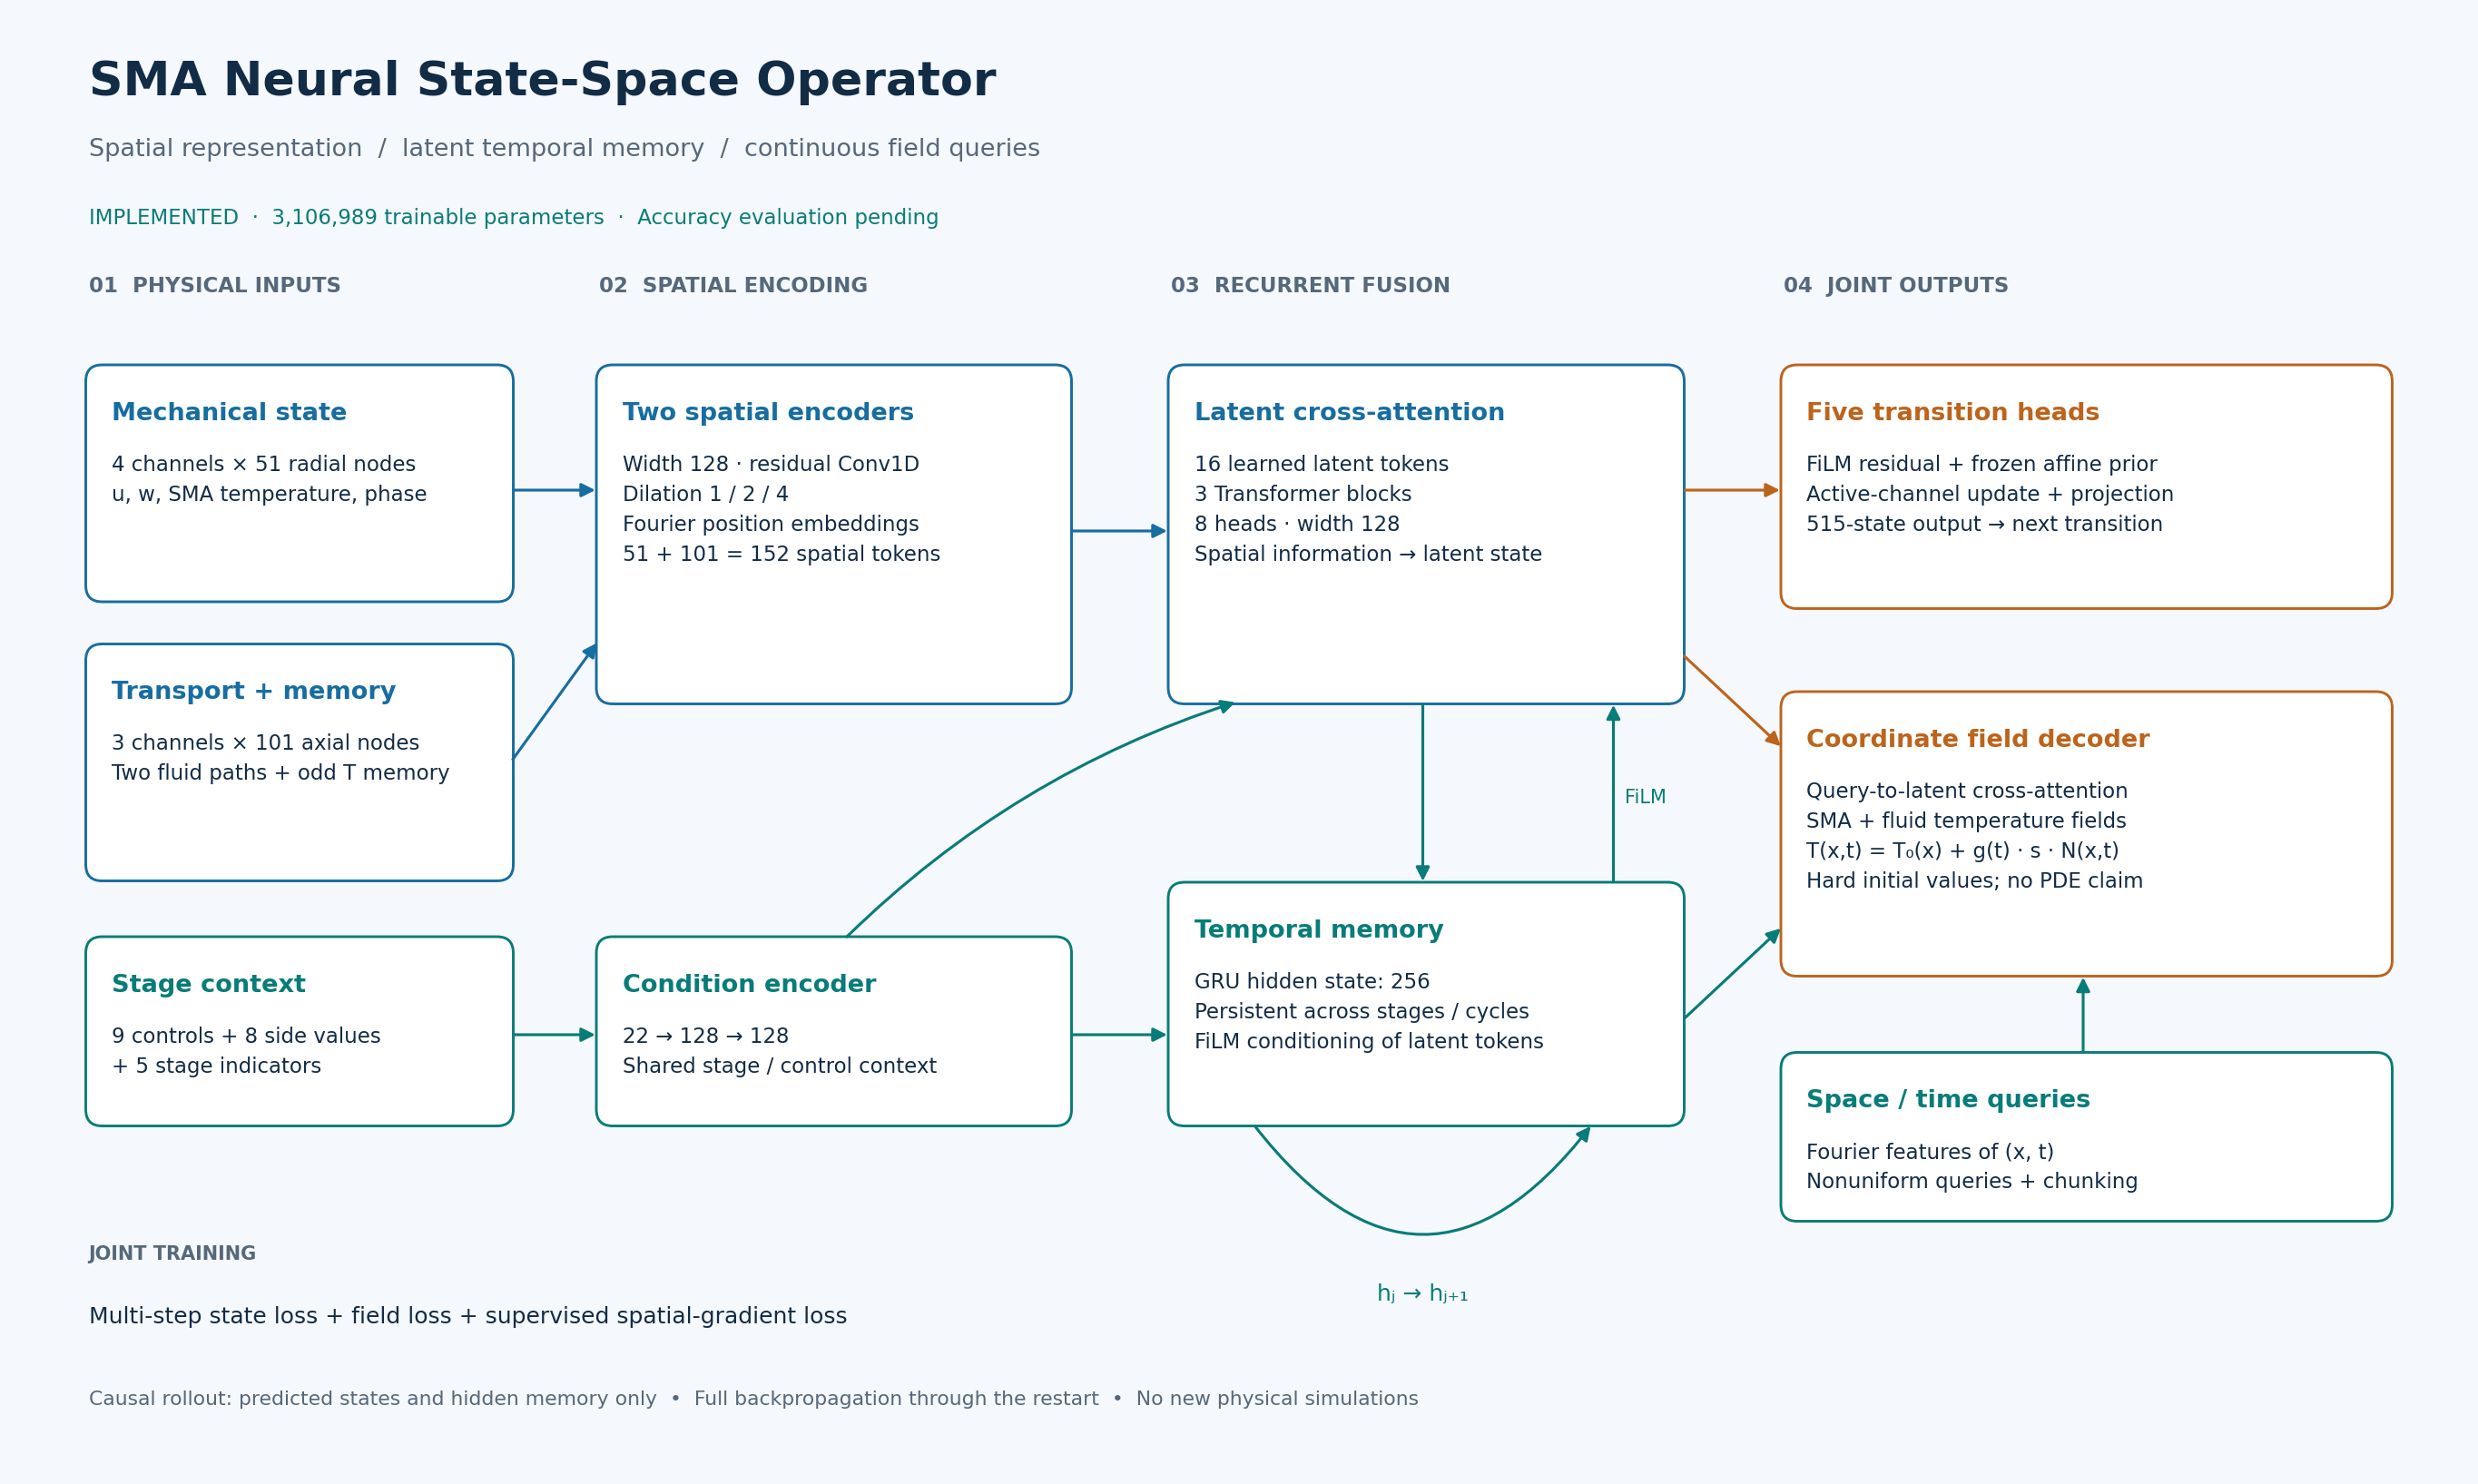 SMA Neural State-Space Operator
Spatial representation / latent temporal memory / continuous field queries
IMPLEMENTED · 3,106,989 trainable parameters · Accuracy evaluation pending
01 PHYSICAL INPUTS
Mechanical state
4 channels × 51 radial nodes
u, w, SMA temperature, phase
Transport + memory
3 channels × 101 axial nodes
Two fluid paths + odd T memory
Stage context
9 controls + 8 side values
+ 5 stage indicators
02 SPATIAL ENCODING
Two spatial encoders
Width 128 · residual Conv1D
Dilation 1 / 2 / 4
Fourier position embeddings
51 + 101 = 152 spatial tokens
Condition encoder
22 → 128 → 128
Shared stage / control context
03 RECURRENT FUSION
Latent cross-attention
16 learned latent tokens
3 Transformer blocks
8 heads · width 128
Spatial information → latent state
FiLM
Temporal memory
GRU hidden state: 256
Persistent across stages / cycles
FiLM conditioning of latent tokens
hⱼ → hⱼ₊₁
04 JOINT OUTPUTS
Five transition heads
FiLM residual + frozen affine prior
Active-channel update + projection
515-state output → next transition
Coordinate field decoder
Query-to-latent cross-attention
SMA + fluid temperature fields
T(x,t) = T₀(x) + g(t) · s · N(x,t)
Hard initial values; no PDE claim
Space / time queries
Fourier features of (x, t)
Nonuniform queries + chunking
JOINT TRAINING
Multi-step state loss + field loss + supervised spatial-gradient loss
Causal rollout: predicted states and hidden memory only • Full backpropagation through the restart • No new physical simulations